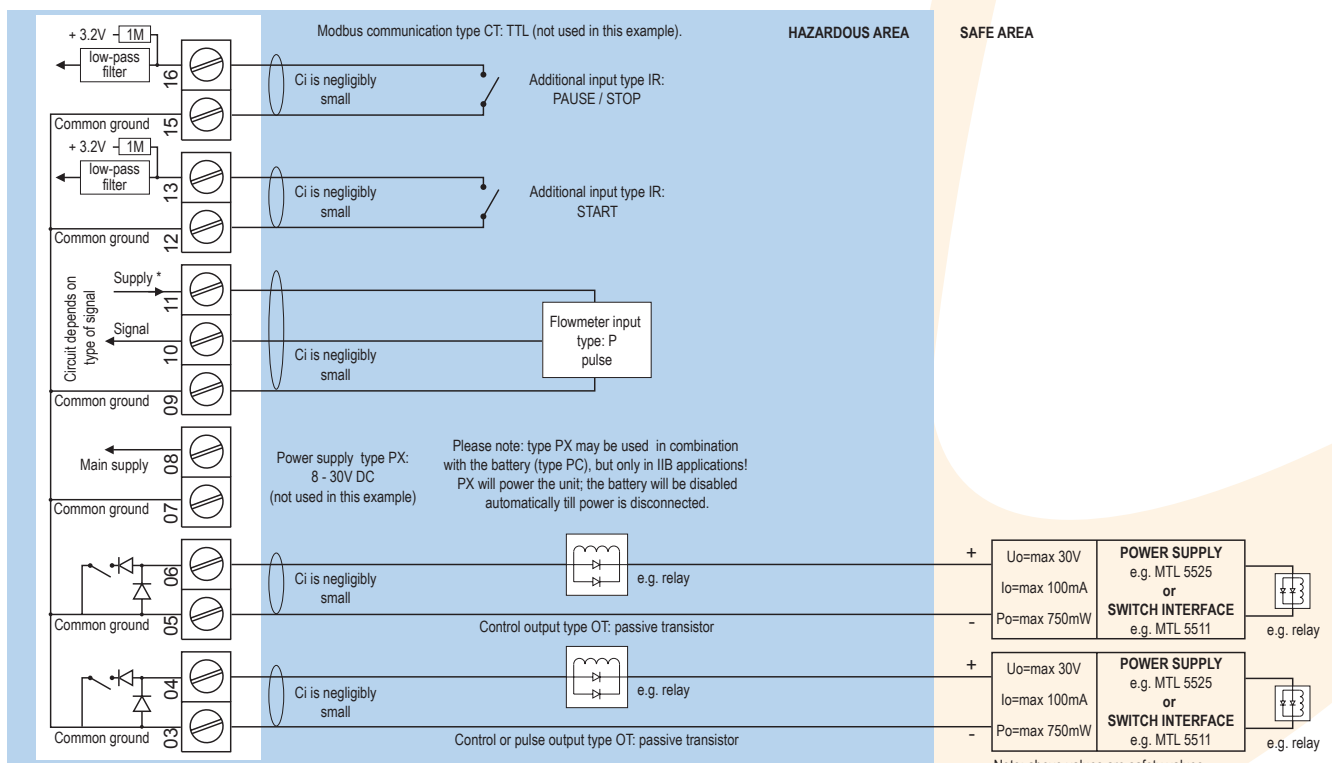 Modbus communication type CT: TTL (not used in this example).
HAZARDOUS AREA
SAFE AREA
+ 3.2V
1M
low-pass
filter
16
Ci is negligibly
small
Additional input type IR:
PAUSE / STOP
Common ground
15
+ 3.2V
1M
low-pass
filter
13
Ci is negligibly
small
Additional input type IR:
START
Common ground
12
Circuit depends on
type of signal
Supply *
11
Signal
10
Ci is negligibly
small
Flowmeter input
type: P
pulse
Common ground
09
Main supply
08
Power supply type PX:
8 - 30V DC
(not used in this example)
Please note: type PX may be used in combination
with the battery (type PC), but only in IIB applications!
PX will power the unit; the battery will be disabled
automatically till power is disconnected.
Common ground
07
06
Ci is negligibly
small
e.g. relay
Common ground
05
Control output type OT: passive transistor
+
-
Uo=max 30V
Io=max 100mA
Po=max 750mW
POWER SUPPLY
e.g. MTL 5525
or
SWITCH INTERFACE
e.g. MTL 5511
e.g. relay
04
Ci is negligibly
small
e.g. relay
Common ground
03
Control or pulse output type OT: passive transistor
+
-
Uo=max 30V
Io=max 100mA
Po=max 750mW
POWER SUPPLY
e.g. MTL 5525
or
SWITCH INTERFACE
e.g. MTL 5511
e.g. relay